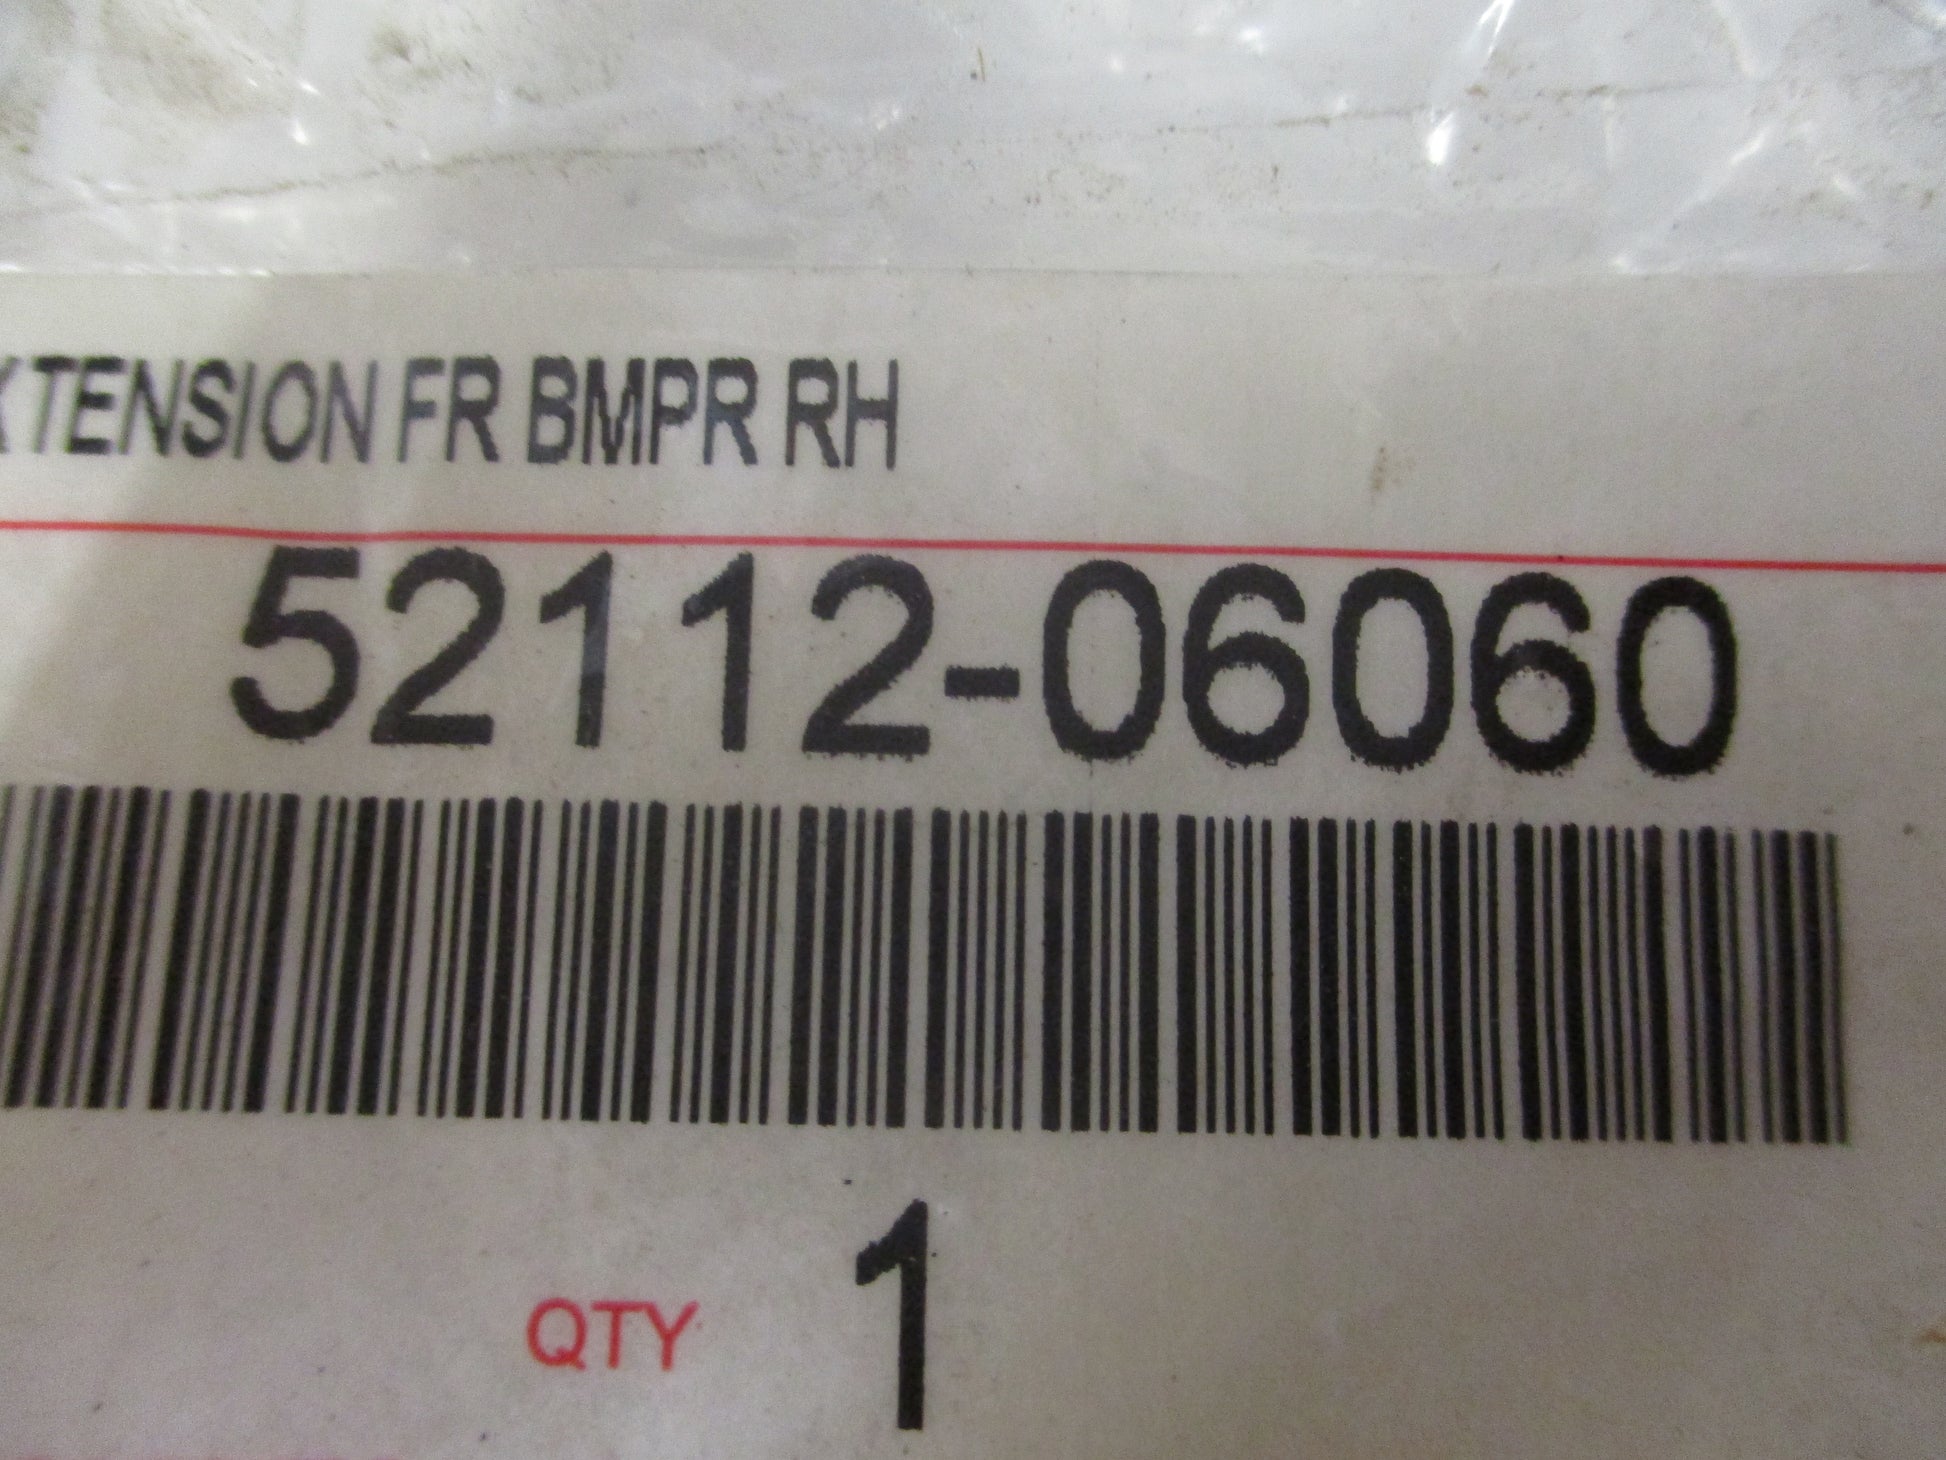 XTENSION FR BMPR RH
52112-06060
QTY 1